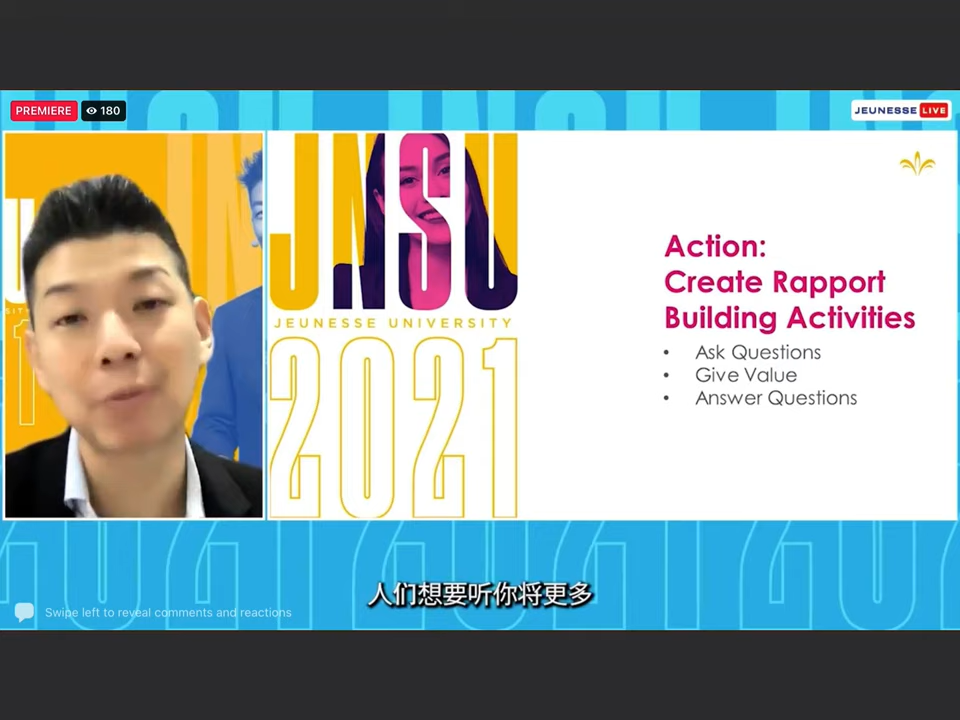 PREMIERE
180
JEUNESSE LIVE
JNSU
JEUNESSE UNIVERSITY
2021
Action:
Create Rapport
Building Activities
• Ask Questions
• Give Value
• Answer Questions
人们想要听你将更多
Swipe left to reveal comments and reactions